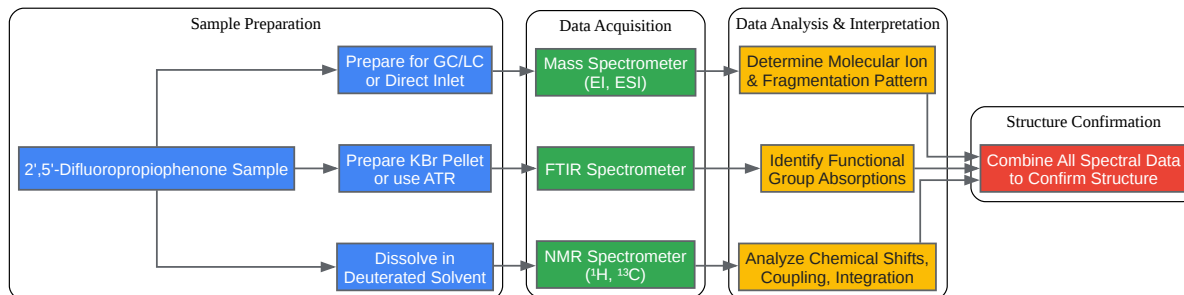 Sample Preparation
Data Acquisition
Data Analysis & Interpretation
Prepare for GC/LC
or Direct Inlet
Mass Spectrometer
(EI, ESI)
Determine Molecular Ion
& Fragmentation Pattern
Structure Confirmation
2',5'-Difluoropropiophenone Sample
Prepare KBr Pellet
or use ATR
FTIR Spectrometer
Identify Functional
Group Absorptions
Combine All Spectral Data
to Confirm Structure
Dissolve in
Deuterated Solvent
NMR Spectrometer
(¹H, ¹³C)
Analyze Chemical Shifts,
Coupling, Integration